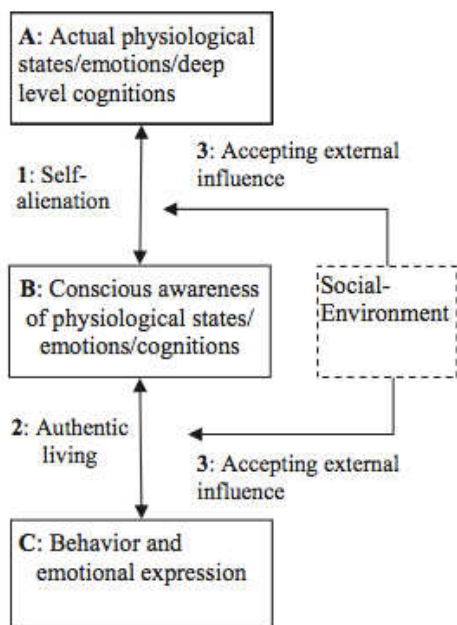 A: Actual physiological
states/emotions/deep
level cognitions
3: Accepting external
influence
1: Self-
alienation
B: Conscious awareness
of physiological states/
emotions/cognitions
Social-
Environment
2: Authentic
living
3: Accepting external
influence
C: Behavior and
emotional expression